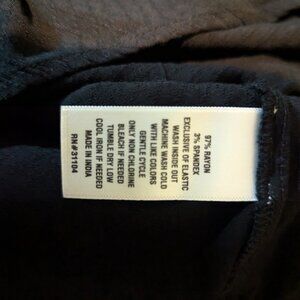 97% RAYON
3% SPANDEX
EXCLUSIVE OF ELASTIC
WASH INSIDE OUT
MACHINE WASH COLD
WITH LIKE COLORS
GENTLE CYCLE
ONLY NON CHLORINE
BLEACH IF NEEDED
TUMBLE DRY LOW
COOL IRON IF NEEDED
MADE IN INDIA
RN#31104